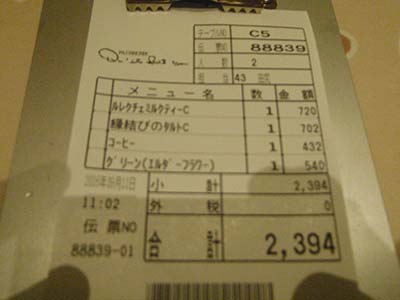 テーブルNO C5
伝票NO 88839
人数 2
担当 43
メニュー名 数 金額
ルレクチェミルクティーC 1 720
縁結びのタルトC 1 702
コーヒー 1 432
グリーン(エルダーフラワー) 1 540
小計 2,394
11:02 外税 0
伝票NO
88839-01
合計 2,394